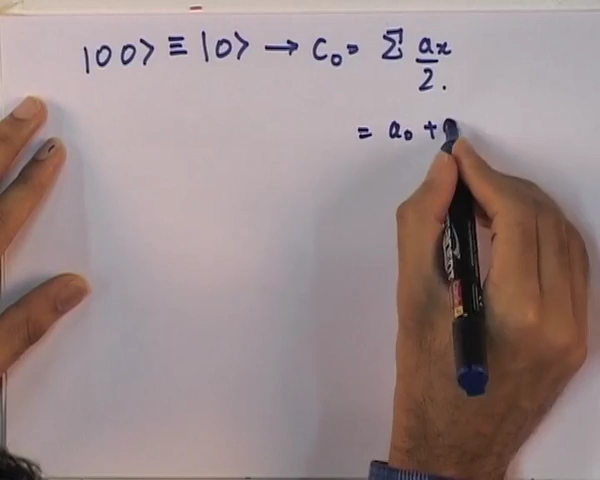 |00⟩ ≡ |0⟩ → C₀ = Σ aₓ/2.
= a₀ +